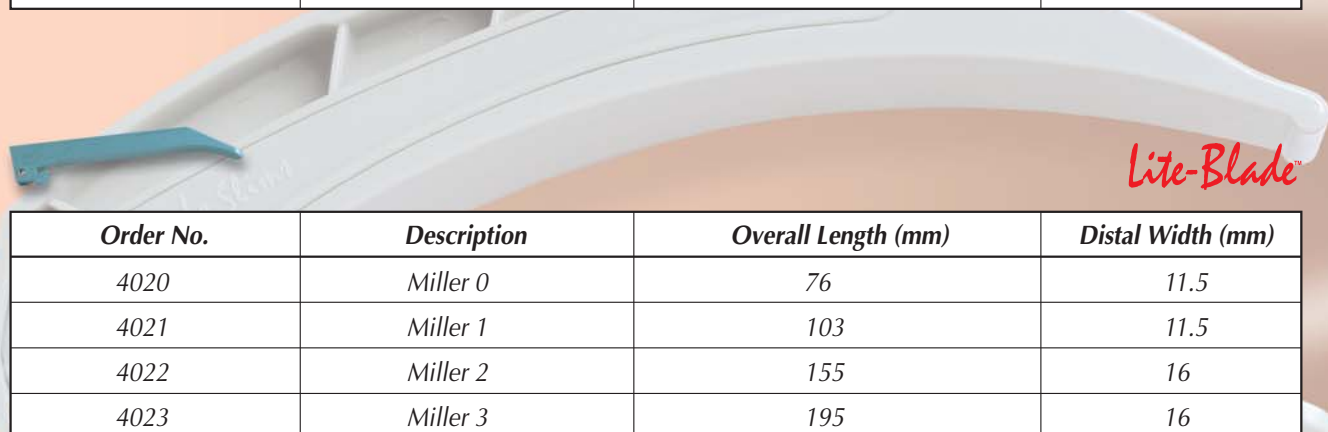 Lite-Blade™
Order No. Description Overall Length (mm) Distal Width (mm)
4020 Miller 0 76 11.5
4021 Miller 1 103 11.5
4022 Miller 2 155 16
4023 Miller 3 195 16